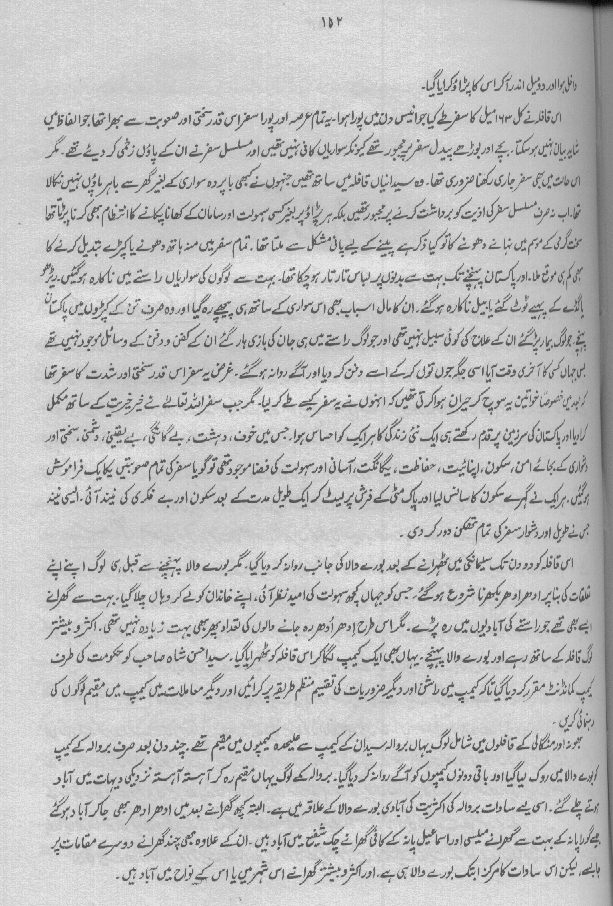 ۱۵۲
داخل ہوا اور دو میل اندر آ کر اس کا پڑاؤ کرایا گیا۔
اس قافلہ نے کل ۱۶۳ میل کا سفر طے کیا جو انیس دن میں پورا ہوا۔ یہ تمام عرصہ اور پورا سفر اس قدر سختی اور صعوبت سے بھرا تھا جو الفاظ میں
شاید بیان نہیں ہو سکتا۔ بچے اور بوڑھے پیدل سفر پر مجبور تھے کیونکہ سواریاں کافی نہیں تھیں اور مسلسل سفر نے ان کے پاؤں زخمی کر دیئے تھے۔ مگر
اس حالت میں بھی سفر جاری رکھنا ضروری تھا۔ وہ سیدانیاں قافلہ میں ساتھ تھیں جنہوں نے کبھی با پردہ سواری کے بغیر گھر سے باہر پاؤں نہیں نکالا
تھا۔ اب نہ صرف مسلسل سفر کی اذیت کو برداشت کرنے پر مجبور تھیں بلکہ ہر پڑاؤ پر بغیر کسی سہولت اور سامان کے کھانا پکانے کا انتظام بھی کرنا پڑتا تھا
سخت گرمی کے موسم میں نہانے دھونے کا تو کیا ذکر ہے پینے کے لیے پانی مشکل سے ملتا تھا۔ تمام سفر میں منہ ہاتھ دھونے یا کپڑے تبدیل کرنے کا
بھی کم ہی موقع ملا۔ اور پاکستان پہنچنے تک بہت سے بدنوں پر لباس تار تار ہو چکا تھا۔ بہت سے لوگوں کی سواریاں راستے میں ناکارہ ہو گئیں۔ ریڑھو
یا گڈے کے پہیے ٹوٹ گئے یا بیل ناکارہ ہو گئے۔ ان کا مال اسباب بھی اس سواری کے ساتھ ہی پیچھے رہ گیا اور وہ صرف تن کے کپڑوں میں پاکستان
پہنچے۔ جو لوگ بیمار پڑ گئے ان کے علاج کی کوئی سبیل نہیں تھی اور جو لوگ راستے میں ہی جان کی بازی ہار گئے ان کے کفن و دفن کے وسائل موجود نہیں تھے
بس جہاں کسی کا آخری وقت آیا اسی جگہ جوں توں کر کے اسے دفن کر دیا اور آگے روانہ ہو گئے۔ غرض یہ سفر اس قدر سختی اور شدت کا سفر تھا
کہ بعد میں خصوصاً خواتین یہ سوچ کر حیران ہوا کرتی تھیں کہ انہوں نے یہ سفر کیسے طے کر لیا۔ مگر جب سفر اللہ تعالٰے نے خیر خیریت کے ساتھ مکمل
کرا دیا اور پاکستان کی سرزمین پر قدم رکھتے ہی ایک نئی زندگی کا ہر ایک کو احساس ہوا۔ جس میں خوف، دہشت، بے گانگی، بے یقینی، دشمنی، سختی اور
دشواری کے بجائے امن، سکون، اپنائیت، حفاظت، یگانگت، آسانی اور سہولت کی فضا موجود تھی تو گویا سفر کی تمام صعوبتیں یکایک فراموش
ہو گئیں۔ ہر ایک نے گہرے سکون کا سانس لیا اور پاک مٹی کے فرش پر لیٹ کر ایک طویل مدت کے بعد سکون اور بے فکری کی نیند آئی۔ ایسی نیند
جس نے طویل اور دشوار سفر کی تمام تھکن دور کر دی۔
اس قافلہ کو دو دن تک سلیمانکی میں ٹھہرانے کے بعد بورے والا کی جانب روانہ کر دیا گیا۔ مگر بورے والا پہنچنے سے قبل ہی لوگ اپنے اپنے
تعلقات کی بنا پر ادھر ادھر بکھرنا شروع ہو گئے۔ جس کو جہاں کچھ سہولت کی امید نظر آئی، اپنے خاندان کو لے کر وہاں چلا گیا۔ بہت سے گھرانے
ایسے بھی تھے جو راستے کی آبادیوں میں رہ پڑے۔ مگر اس طرح ادھر اُدھر رہ جانے والوں کی تعداد پھر بھی بہت زیادہ نہیں تھی۔ اکثر و بیشتر
لوگ قافلہ کے ساتھ رہے اور بورے والا پہنچے۔ یہاں بھی ایک کیمپ لگا کر اس قافلہ کو ٹھہرایا گیا۔ سید احسن شاہ صاحب کو حکومت کی طرف
کیمپ کمانڈنٹ مقرر کر دیا گیا تاکہ کیمپ میں راشن اور دیگر ضروریات کی تقسیم منظم طریقہ پر کرائیں اور دیگر معاملات میں کیمپ میں مقیم لوگوں کی
رہنمائی کریں۔
بھونہ اور منگالی کے قافلوں میں شامل لوگ یہاں بروالہ سیدان کے کیمپ سے علیحدہ کیمپوں میں مقیم تھے۔ چند دن بعد صرف بروالہ کے کیمپ
کو بورے والا میں روک لیا گیا اور باقی دونوں کیمپوں کو آگے روانہ کر دیا گیا۔ بروالہ کے لوگ یہاں مقیم رہ کر آہستہ آہستہ نزدیکی دیہات میں آباد
ہوتے چلے گئے۔ اسی لیے سادات بروالہ کی اکثریت کی آبادی بورے والا کے علاقہ میں ہے۔ البتہ کچھ گھرانے بعد میں ادھر ادھر بھی جا کر آباد ہو گئے
جیسے گوراپانہ کے بہت سے گھرانے میلسی اور اسماعیل پانہ کے کافی گھرانے چک شفیع میں آباد ہیں۔ ان کے علاوہ بھی چند گھرانے دوسرے مقامات پر
جا بسے، لیکن اس سادات کا مرکز ابتک بورے والا ہی ہے۔ اور اکثر و بیشتر گھرانے اس شہر میں یا اس کے نواح میں آباد ہیں۔